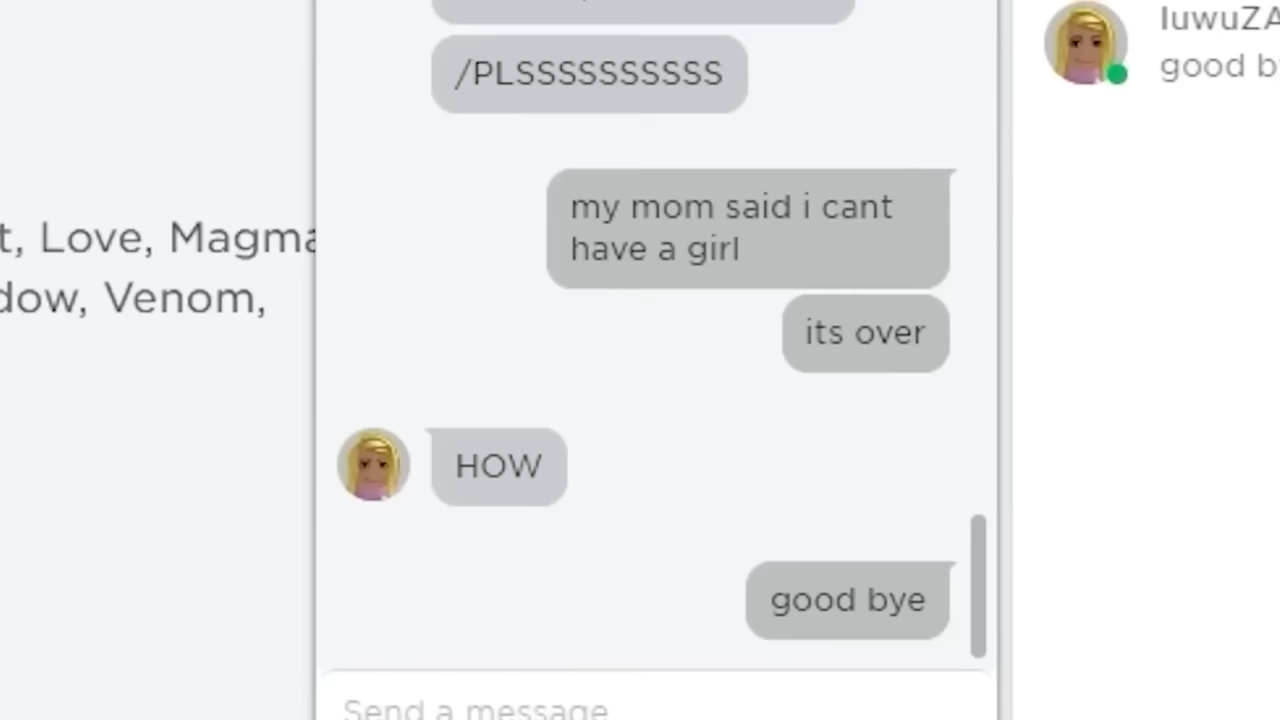 /PLSSSSSSSSSS
my mom said i cant
have a girl
its over
HOW
good bye
Send a message
t, Love, Magma
dow, Venom,
good b